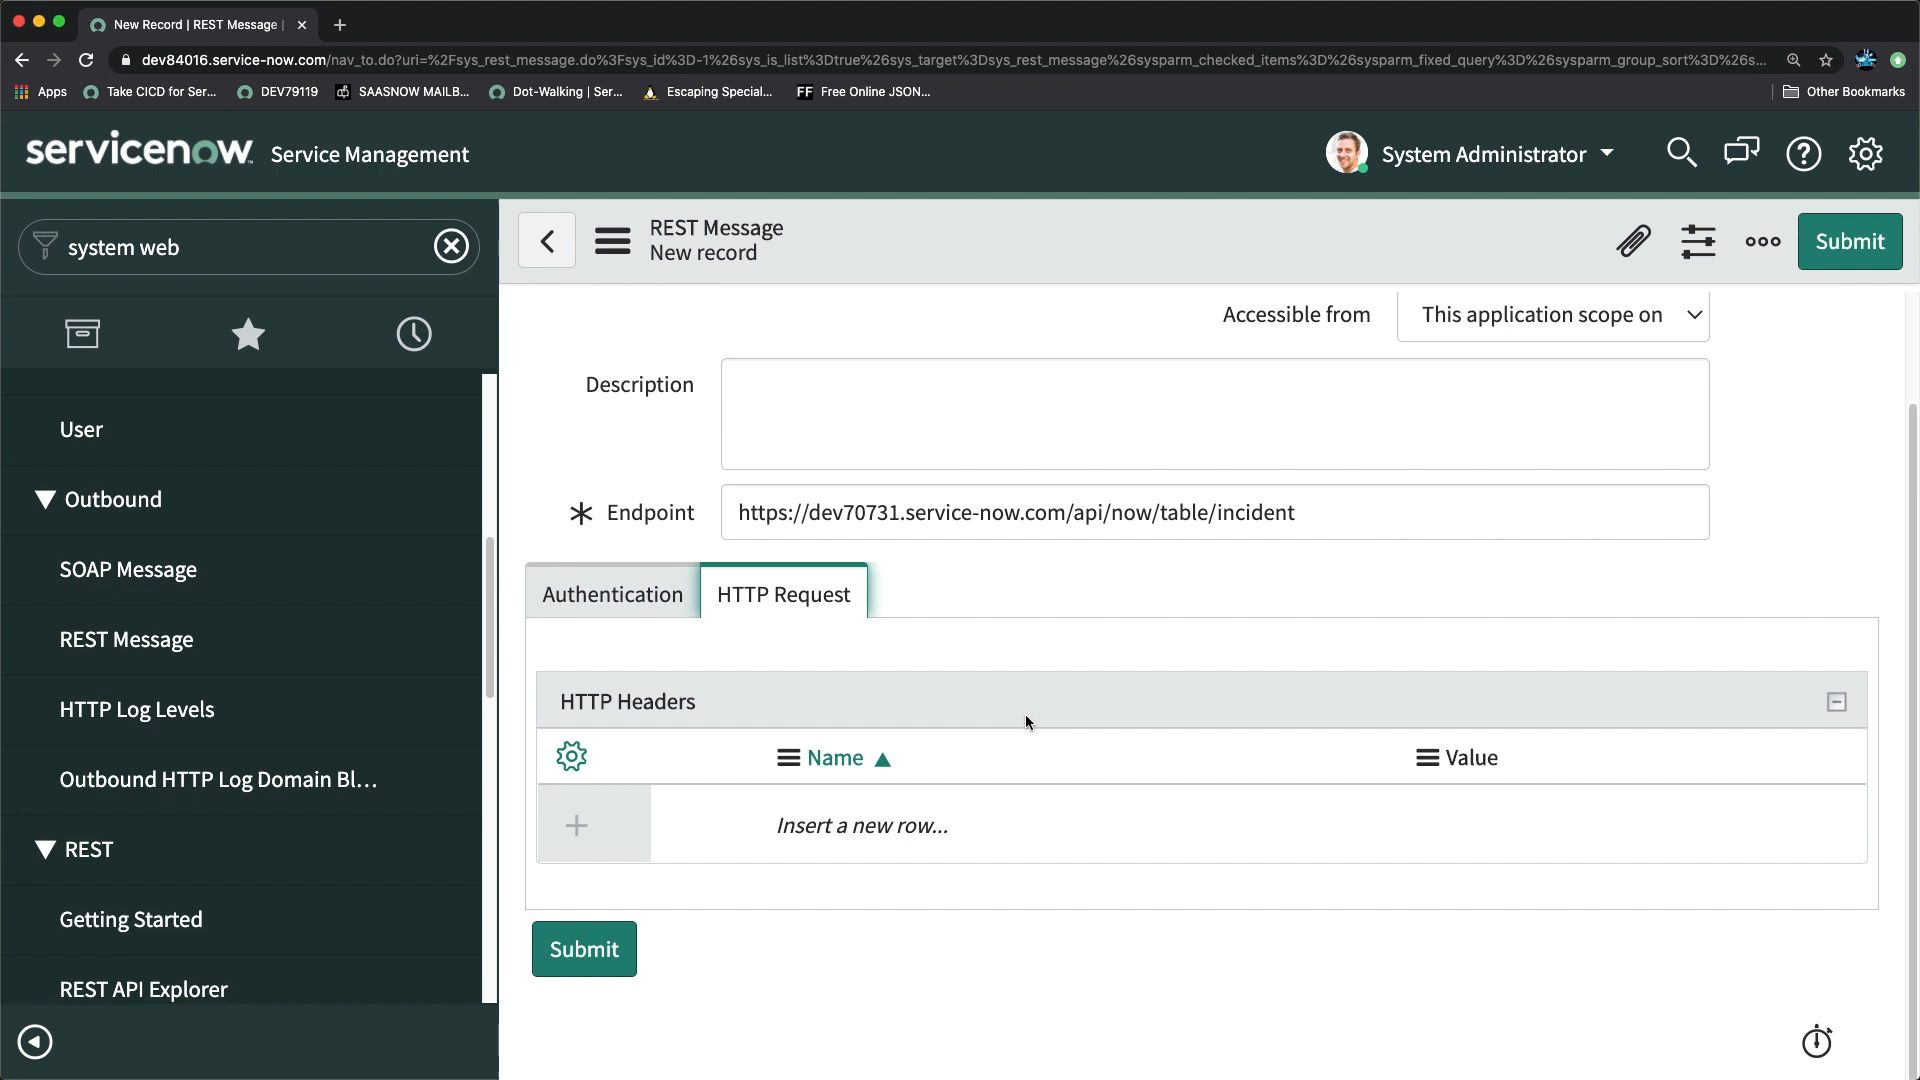 New Record | REST Message |
dev84016.service-now.com/nav_to.do?uri=%2Fsys_rest_message.do%3Fsys_id%3D-1%26sys_is_list%3Dtrue%26sys_target%3Dsys_rest_message%26sysparm_checked_items%3D%26sysparm_fixed_query%3D%26sysparm_group_sort%3D%26s...
Apps
Take CICD for Ser...
DEV79119
SAASNOW MAILB...
Dot-Walking | Ser...
Escaping Special...
FF Free Online JSON...
Other Bookmarks
servicenow Service Management
System Administrator
system web
REST Message
New record
Submit
User
Outbound
SOAP Message
REST Message
HTTP Log Levels
Outbound HTTP Log Domain Bl...
REST
Getting Started
REST API Explorer
Accessible from
This application scope on
Description
Endpoint
https://dev70731.service-now.com/api/now/table/incident
Authentication
HTTP Request
HTTP Headers
Name
Value
Insert a new row...
Submit